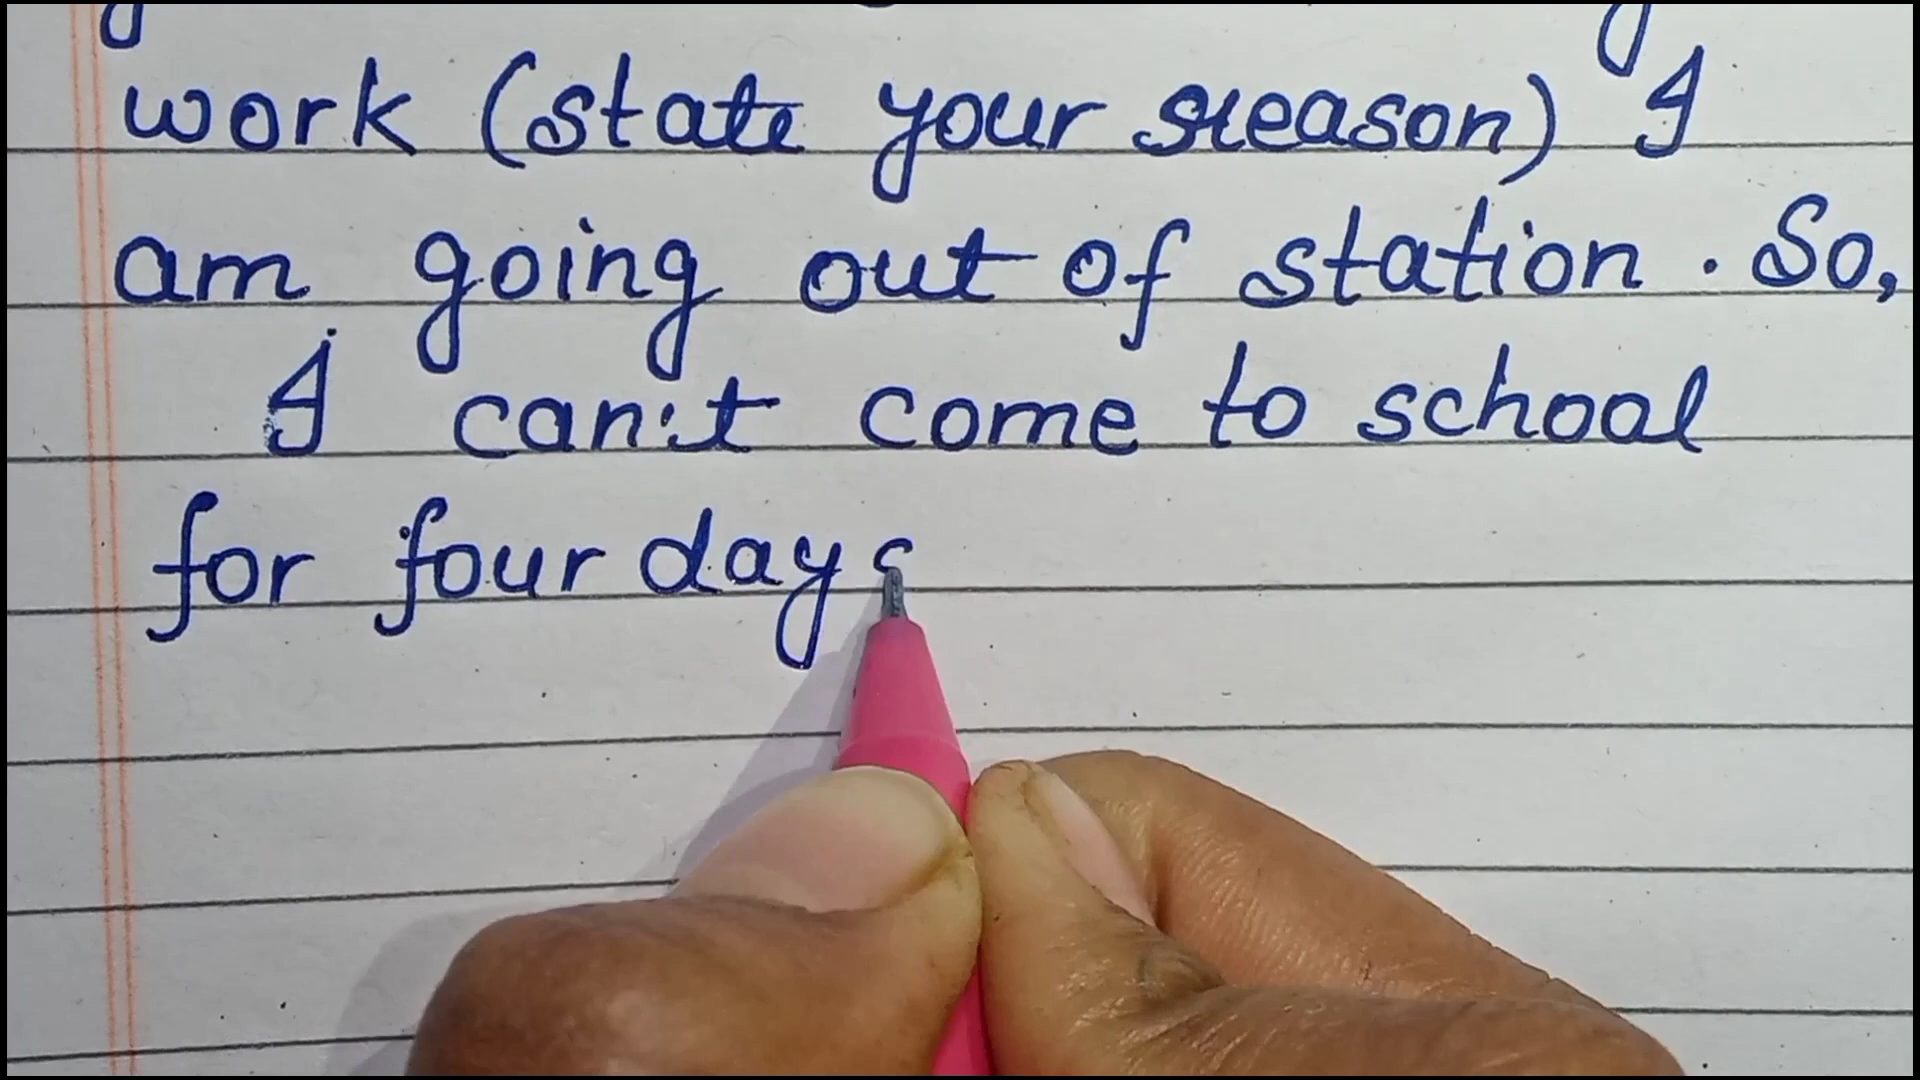 work (state your reason) I
am going out of station. So,
I can't come to school
for four days